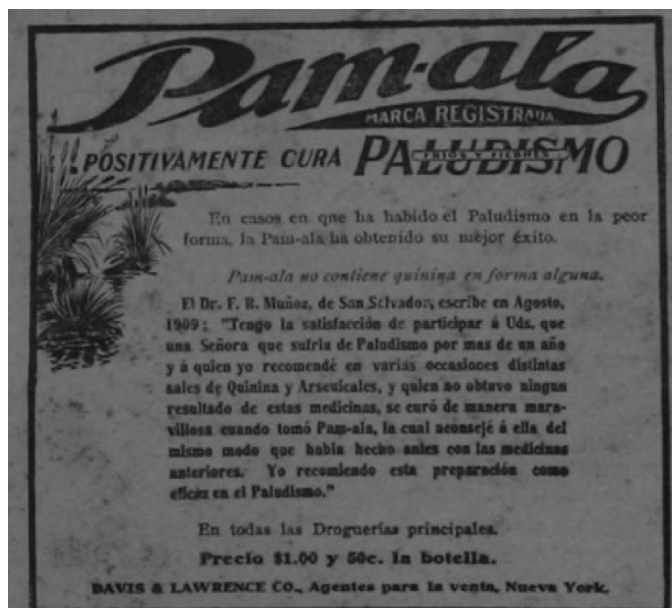 Pam-ala
MARCA REGISTRADA
POSITIVAMENTE CURA PALUDISMO
FRIOS Y FIEBRES
En casos en que ha habido el Paludismo en la peor
forma, la Pam-ala ha obtenido su mejor éxito.
Pam-ala no contiene quinina en forma alguna.
El Dr. F. R. Muñoz, de San Salvador, escribe en Agosto,
1909: "Tengo la satisfacción de participar á Uds. que
una Señora que sufría de Paludismo por mas de un año
y á quien yo recomendé en varias occasiones distintas
sales de Quinina y Arsenicales, y quien no obtuvo ningun
resultado de estas medicinas, se curó de manera mara-
villosa cuando tomó Pam-ala, la cual aconsejé á ella del
mismo modo que había hecho antes con las medicinas
anteriores. Yo recomiendo esta preparación como
eficaz en el Paludismo."
En todas las Droguerías principales.
Precio $1.00 y 50c. la botella.
DAVIS & LAWRENCE CO., Agentes para la venta, Nueva York.